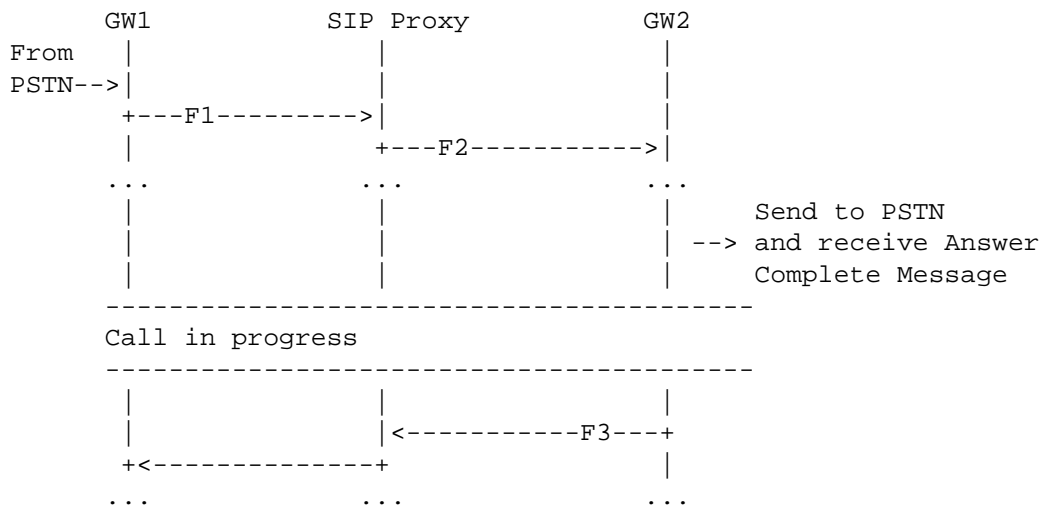 GW1            SIP Proxy           GW2
From   |               |                 |
PSTN-->|               |                 |
       +---F1--------->|                 |
       |               +---F2----------->|
      ...             ...               ...
       |               |                 |     Send to PSTN
       |               |                 | --> and receive Answer
       |               |                 |     Complete Message
      -----------------------------------------
      Call in progress
      -----------------------------------------
       |               |                 |
       |               |<-----------F3---+
       +<--------------+                 |
      ...             ...               ...